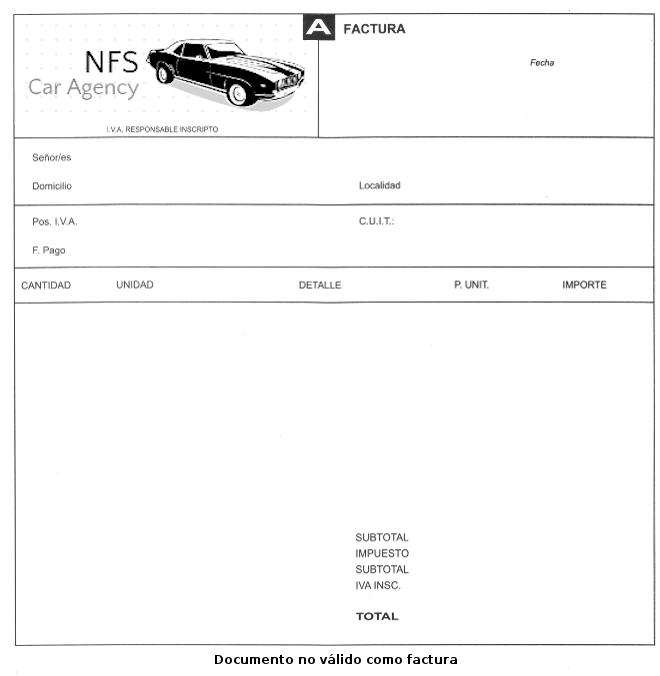 A FACTURA
NFS
Car Agency
Fecha
I.V.A. RESPONSABLE INSCRIPTO
Señor/es
Domicilio Localidad
Pos. I.V.A. C.U.I.T.:
F. Pago
CANTIDAD UNIDAD DETALLE P. UNIT. IMPORTE
SUBTOTAL
IMPUESTO
SUBTOTAL
IVA INSC.
TOTAL
Documento no válido como factura